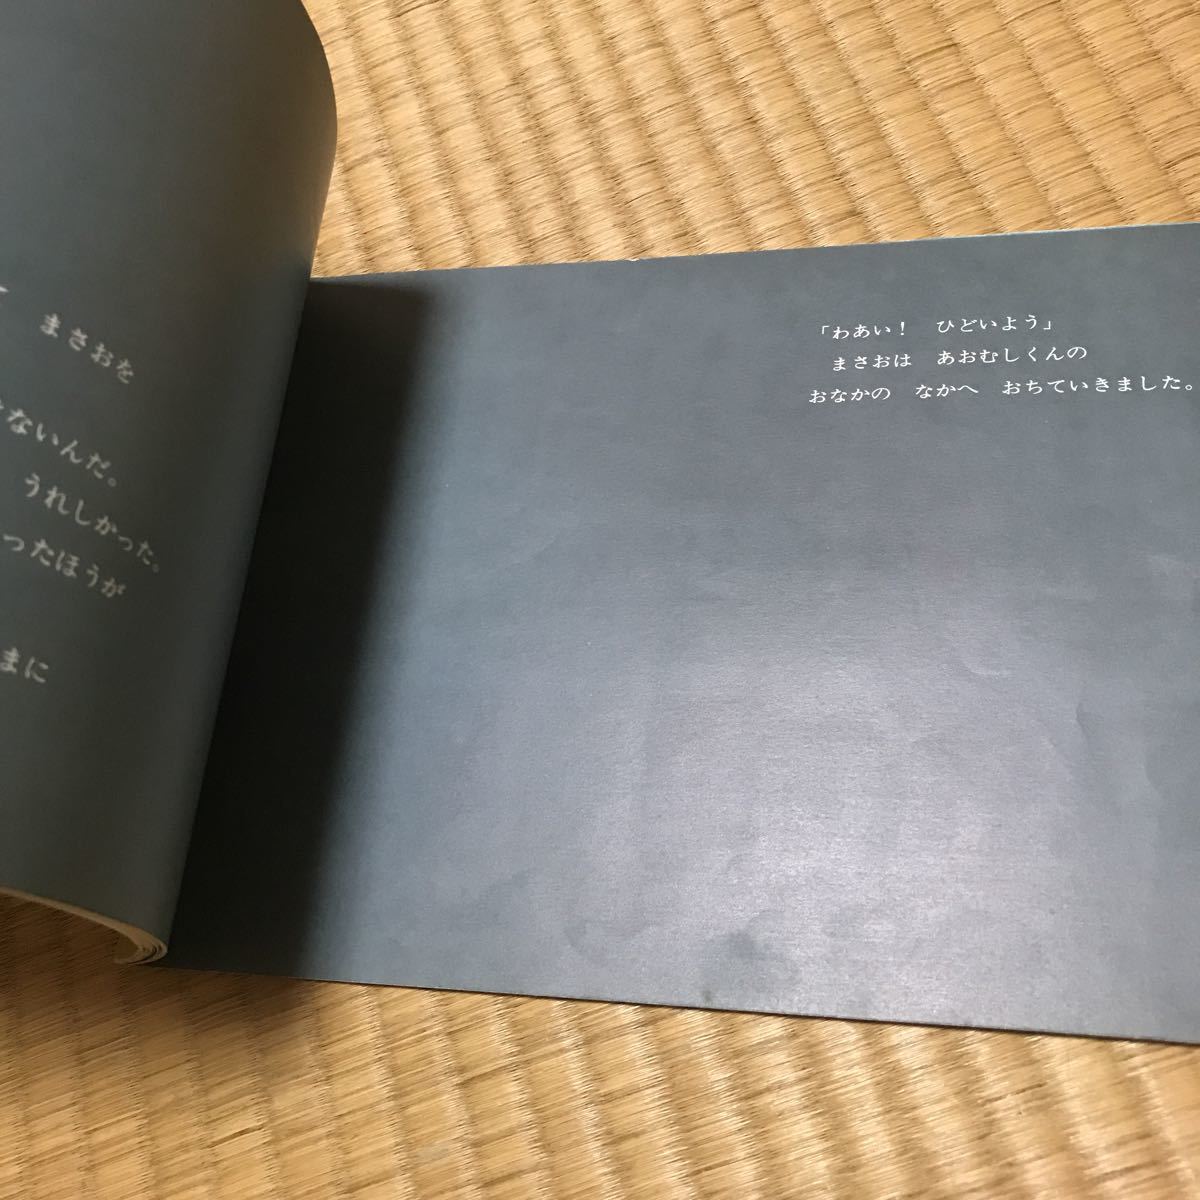 まさおを
ないんだ。
うれしかった。
ったほうが
まに
「わあい！　ひどいよう」
まさおは　あおむしくんの
おなかの　なかへ　おちていきました。